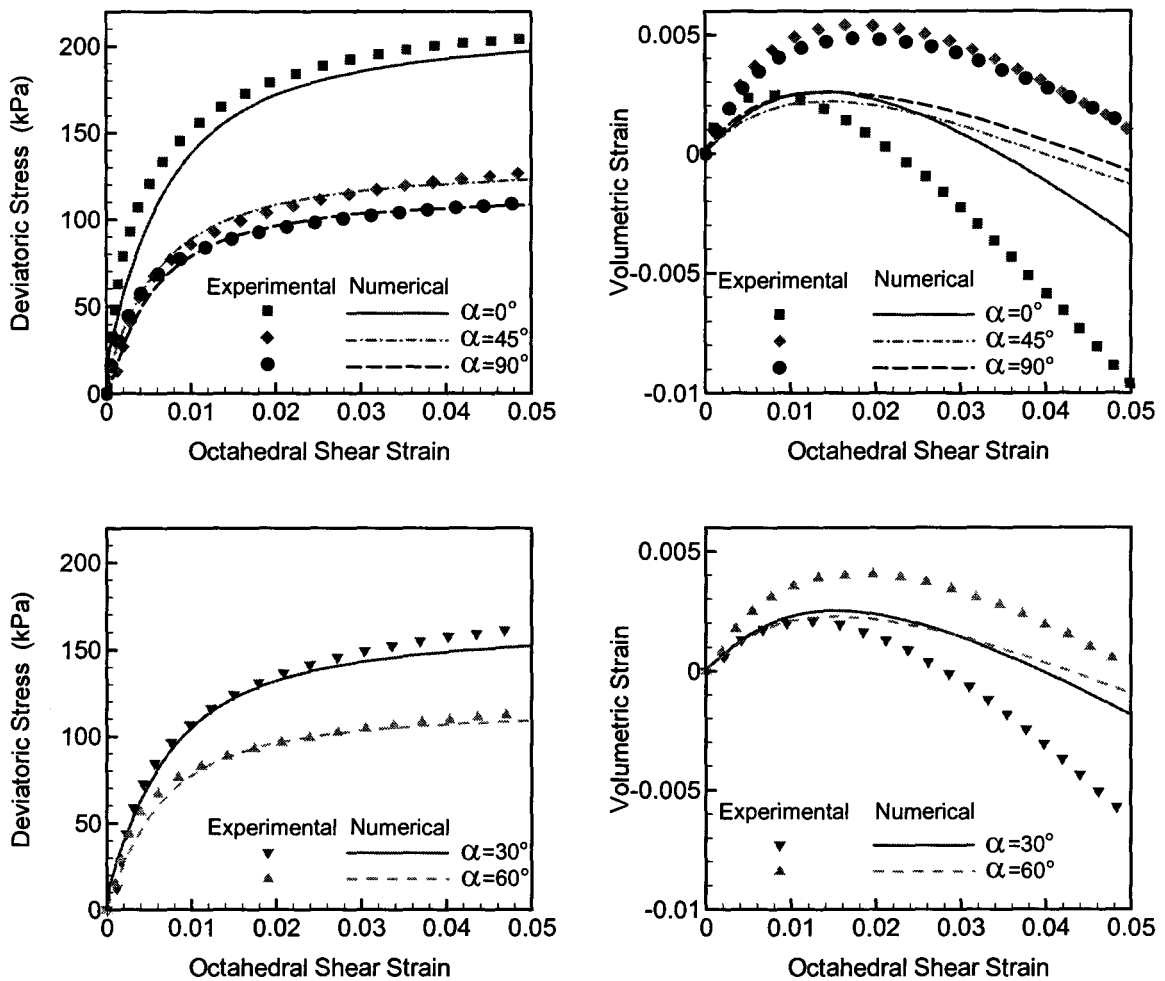 Deviatoric Stress (kPa)
200
150
100
50
0
Experimental Numerical
α=0°
α=45°
α=90°
0 0.01 0.02 0.03 0.04 0.05
Octahedral Shear Strain
Volumetric Strain
0.005
0
-0.005
-0.01
Experimental Numerical
α=0°
α=45°
α=90°
0 0.01 0.02 0.03 0.04 0.05
Octahedral Shear Strain
Deviatoric Stress (kPa)
200
150
100
50
0
Experimental Numerical
α=30°
α=60°
0 0.01 0.02 0.03 0.04 0.05
Octahedral Shear Strain
Volumetric Strain
0.005
0
-0.005
-0.01
Experimental Numerical
α=30°
α=60°
0 0.01 0.02 0.03 0.04 0.05
Octahedral Shear Strain